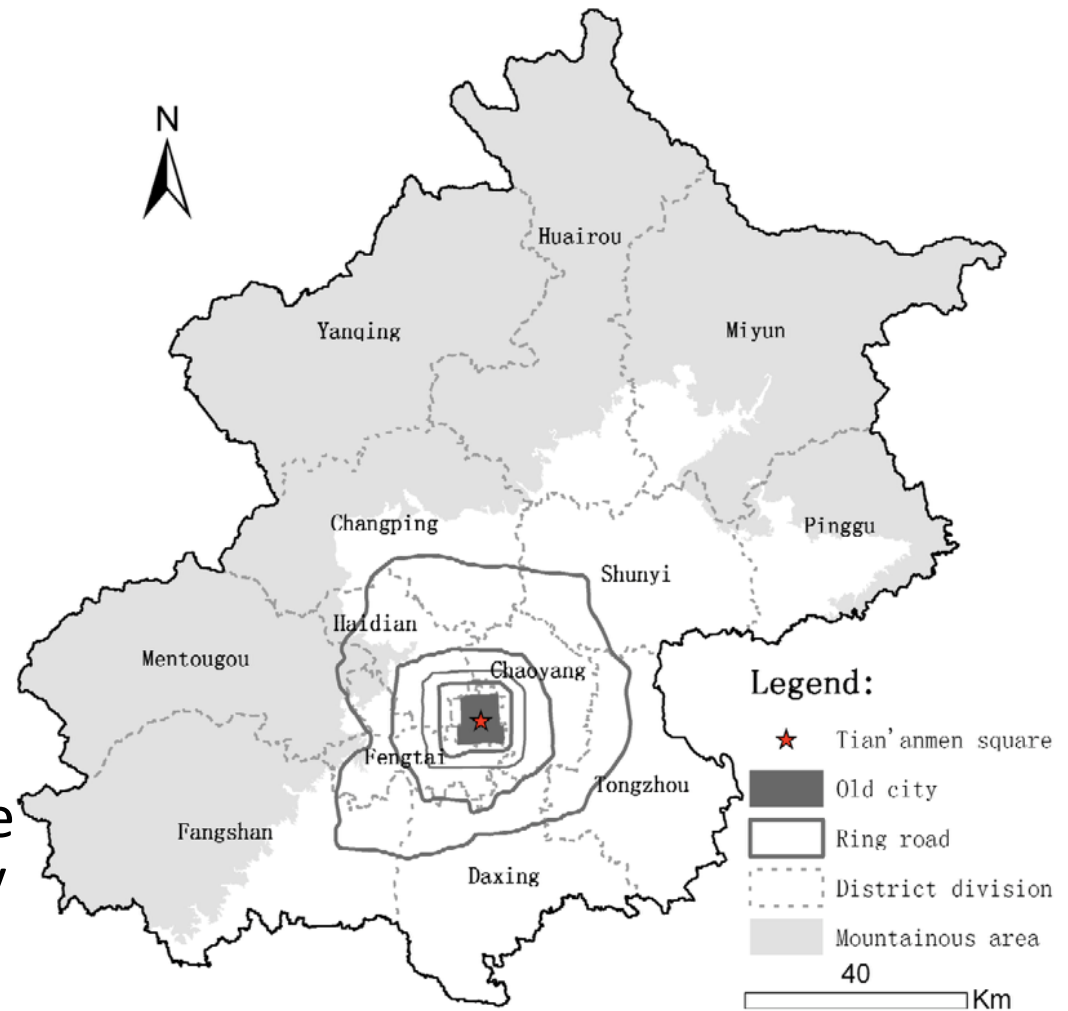 N
Huairou
Yanqing
Miyun
Changping
Pinggu
Shunyi
Haidian
Mentougou
Chaoyang
Fengtai
Tongzhou
Fangshan
Daxing
Legend:
Tian'anmen square
Old city
Ring road
District division
Mountainous area
40
Km